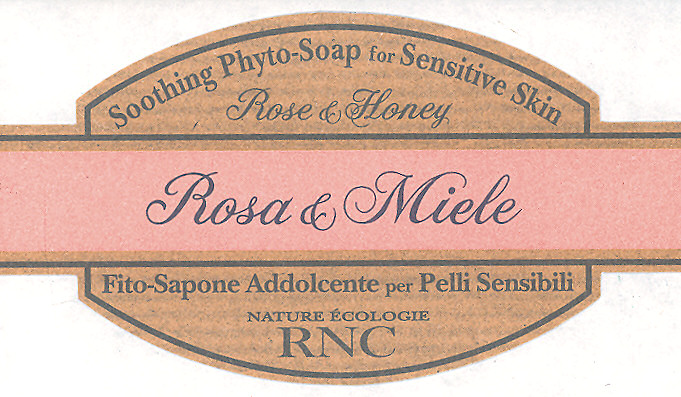 Soothing Phyto-Soap for Sensitive Skin
Rose & Honey
Rosa & Miele
Fito-Sapone Addolcente per Pelli Sensibili
NATURE ÉCOLOGIE
RNC